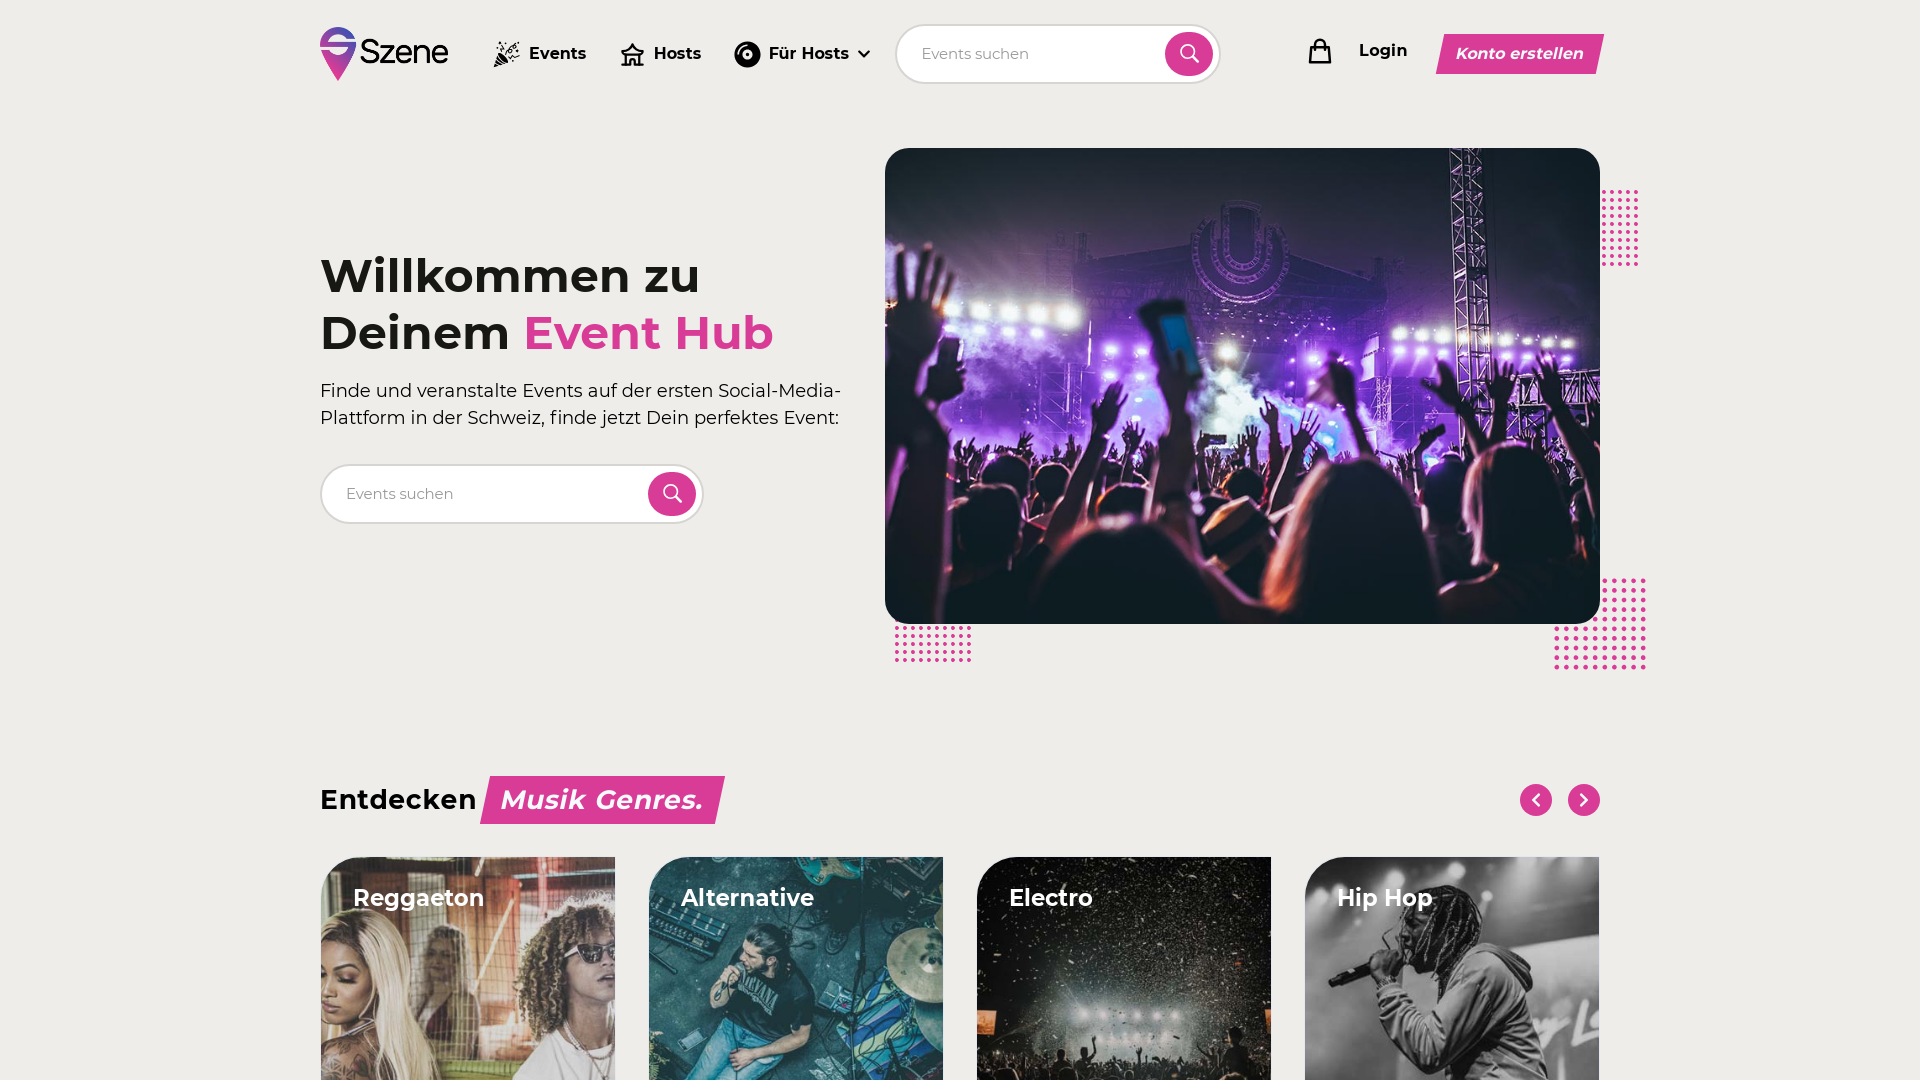 Szene
Events
Hosts
Für Hosts
Events suchen
Login
Konto erstellen
Willkommen zu
Deinem Event Hub
Finde und veranstalte Events auf der ersten Social-Media-
Plattform in der Schweiz, finde jetzt Dein perfektes Event:
Events suchen
Entdecken Musik Genres.
Reggaeton
Alternative
Electro
Hip Hop
NIRVANA